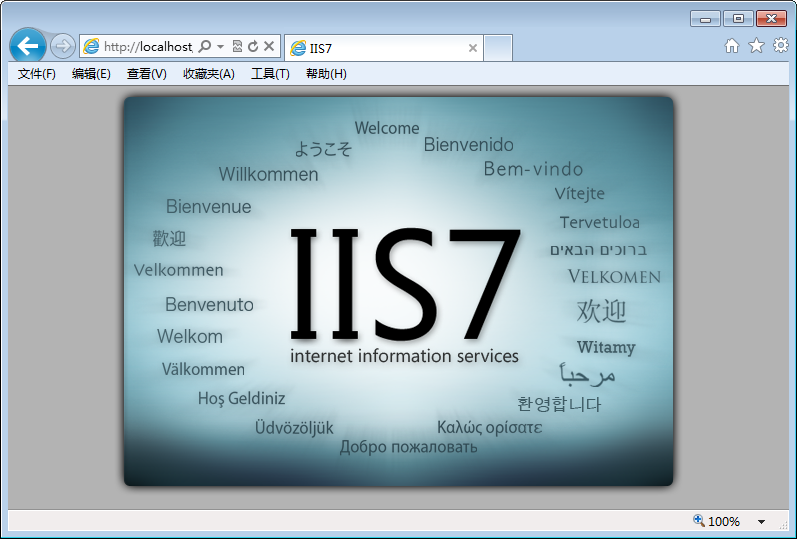 http://localhost,
IIS7
文件(F) 编辑(E) 查看(V) 收藏夹(A) 工具(T) 帮助(H)
Welcome
Bienvenido
ようこそ
Bem-vindo
Willkommen
Vítejte
Bienvenue
Tervetuloa
歡迎
ברוכים הבאים
Velkommen
VELKOMEN
IIS7
Benvenuto
欢迎
Welkom
Witamy
internet information services
Välkommen
مرحباً
Hoş Geldiniz
환영합니다
Üdvözöljük
Καλώς ορίσατε
Добро пожаловать
100%